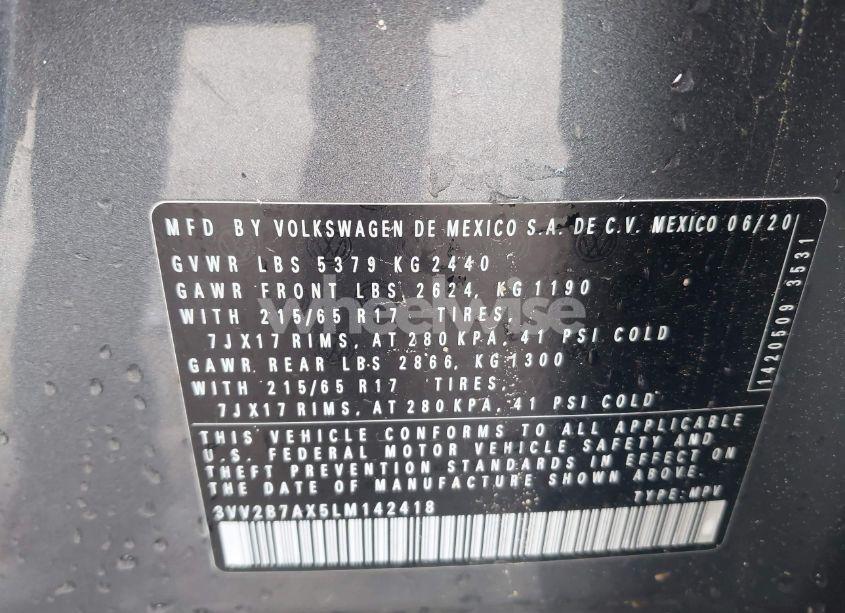 MFD BY VOLKSWAGEN DE MEXICO S.A. DE C.V. MEXICO 06/20
GVWR LBS 5379 KG 2440
GAWR FRONT LBS 2624, KG 1190
WITH 215/65 R17 TIRES,
7JX17 RIMS, AT 280 KPA, 41 PSI COLD
GAWR REAR LBS 2866, KG 1300
WITH 215/65 R17 TIRES,
7JX17 RIMS, AT 280 KPA, 41 PSI COLD
THIS VEHICLE CONFORMS TO ALL APPLICABLE
U.S. FEDERAL MOTOR VEHICLE SAFETY AND
THEFT PREVENTION STANDARDS IN EFFECT ON
THE DATE OF MANUFACTURE SHOWN ABOVE.
3VV2B7AX5LM142418 TYPE: MPV
1420509 3531
wheelwise